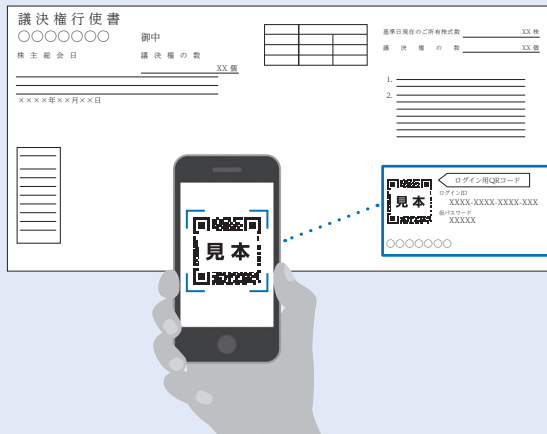 議決権行使書
○○○○○○○
御中
株主総会日
議決権の数
XX 個
××××年××月××日
基準日現在のご所有株式数
XX 株
議決権の数
XX 個
1.
2.
見本
ログイン用QRコード
ログインID
XXXX-XXXX-XXXX-XXX
仮パスワード
XXXXX
見本
○○○○○○○